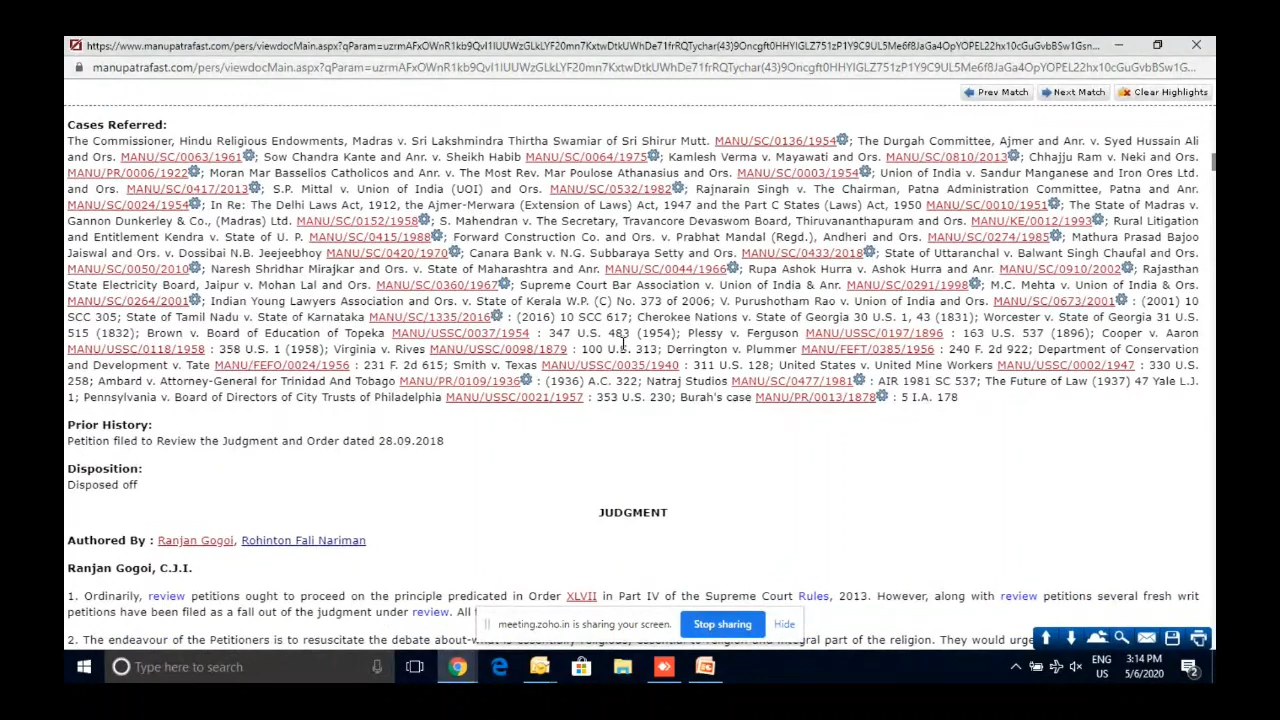 https://www.manupatrafast.com/pers/viewdocMain.aspx?qParam=uzrmAFxOWnR1kb9QvI1IUUWzGLkLYF20mn7KxtwDtkUWhDe71frRQTychar(43)9Oncgft0HHYIGLZ751zP1Y9C9UL5Me6f8JaGa4OpYOPEL22hx10cGuGvbBSw1Gsn...
manupatrafast.com/pers/viewdocMain.aspx?qParam=uzrmAFxOWnR1kb9QvI1IUUWzGLkLYF20mn7KxtwDtkUWhDe71frRQTychar(43)9Oncgft0HHYIGLZ751zP1Y9C9UL5Me6f8JaGa4OpYOPEL22hx10cGuGvbBSw1G...
Prev Match Next Match Clear Highlights
Cases Referred:
The Commissioner, Hindu Religious Endowments, Madras v. Sri Lakshmindra Thirtha Swamiar of Sri Shirur Mutt. MANU/SC/0136/1954; The Durgah Committee, Ajmer and Anr. v. Syed Hussain Ali
and Ors. MANU/SC/0063/1961; Sow Chandra Kante and Anr. v. Sheikh Habib MANU/SC/0064/1975; Kamlesh Verma v. Mayawati and Ors. MANU/SC/0810/2013; Chhajju Ram v. Neki and Ors.
MANU/PR/0006/1922; Moran Mar Basselios Catholicos and Anr. v. The Most Rev. Mar Poulose Athanasius and Ors. MANU/SC/0003/1954; Union of India v. Sandur Manganese and Iron Ores Ltd.
and Ors. MANU/SC/0417/2013; S.P. Mittal v. Union of India (UOI) and Ors. MANU/SC/0532/1982; Rajnarain Singh v. The Chairman, Patna Administration Committee, Patna and Anr.
MANU/SC/0024/1954; In Re: The Delhi Laws Act, 1912, the Ajmer-Merwara (Extension of Laws) Act, 1947 and the Part C States (Laws) Act, 1950 MANU/SC/0010/1951; The State of Madras v.
Gannon Dunkerley & Co., (Madras) Ltd. MANU/SC/0152/1958; S. Mahendran v. The Secretary, Travancore Devaswom Board, Thiruvananthapuram and Ors. MANU/KE/0012/1993; Rural Litigation
and Entitlement Kendra v. State of U. P. MANU/SC/0415/1988; Forward Construction Co. and Ors. v. Prabhat Mandal (Regd.), Andheri and Ors. MANU/SC/0274/1985; Mathura Prasad Bajoo
Jaiswal and Ors. v. Dossibai N.B. Jeejeebhoy MANU/SC/0420/1970; Canara Bank v. N.G. Subbaraya Setty and Ors. MANU/SC/0433/2018; State of Uttaranchal v. Balwant Singh Chaufal and Ors.
MANU/SC/0050/2010; Naresh Shridhar Mirajkar and Ors. v. State of Maharashtra and Anr. MANU/SC/0044/1966; Rupa Ashok Hurra v. Ashok Hurra and Anr. MANU/SC/0910/2002; Rajasthan
State Electricity Board, Jaipur v. Mohan Lal and Ors. MANU/SC/0360/1967; Supreme Court Bar Association v. Union of India & Anr. MANU/SC/0291/1998; M.C. Mehta v. Union of India & Ors.
MANU/SC/0264/2001; Indian Young Lawyers Association and Ors. v. State of Kerala W.P. (C) No. 373 of 2006; V. Purushotham Rao v. Union of India and Ors. MANU/SC/0673/2001 : (2001) 10
SCC 305; State of Tamil Nadu v. State of Karnataka MANU/SC/1335/2016 : (2016) 10 SCC 617; Cherokee Nations v. State of Georgia 30 U.S. 1, 43 (1831); Worcester v. State of Georgia 31 U.S.
515 (1832); Brown v. Board of Education of Topeka MANU/USSC/0037/1954 : 347 U.S. 483 (1954); Plessy v. Ferguson MANU/USSC/0197/1896 : 163 U.S. 537 (1896); Cooper v. Aaron
MANU/USSC/0118/1958 : 358 U.S. 1 (1958); Virginia v. Rives MANU/USSC/0098/1879 : 100 U.S. 313; Derrington v. Plummer MANU/FEFT/0385/1956 : 240 F. 2d 922; Department of Conservation
and Development v. Tate MANU/FEFO/0024/1956 : 231 F. 2d 615; Smith v. Texas MANU/USSC/0035/1940 : 311 U.S. 128; United States v. United Mine Workers MANU/USSC/0002/1947 : 330 U.S.
258; Ambard v. Attorney-General for Trinidad And Tobago MANU/PR/0109/1936 : (1936) A.C. 322; Natraj Studios MANU/SC/0477/1981 : AIR 1981 SC 537; The Future of Law (1937) 47 Yale L.J.
1; Pennsylvania v. Board of Directors of City Trusts of Philadelphia MANU/USSC/0021/1957 : 353 U.S. 230; Burah's case MANU/PR/0013/1878 : 5 I.A. 178
Prior History:
Petition filed to Review the Judgment and Order dated 28.09.2018
Disposition:
Disposed off
JUDGMENT
Authored By : Ranjan Gogoi, Rohinton Fali Nariman
Ranjan Gogoi, C.J.I.
1. Ordinarily, review petitions ought to proceed on the principle predicated in Order XLVII in Part IV of the Supreme Court Rules, 2013. However, along with review petitions several fresh writ
petitions have been filed as a fall out of the judgment under review. All
meeting.zoho.in is sharing your screen. Stop sharing Hide
2. The endeavour of the Petitioners is to resuscitate the debate about-what is essentially religious, essential to religion and integral part of the religion. They would urge
Type here to search
ENG
US
3:14 PM
5/6/2020
2